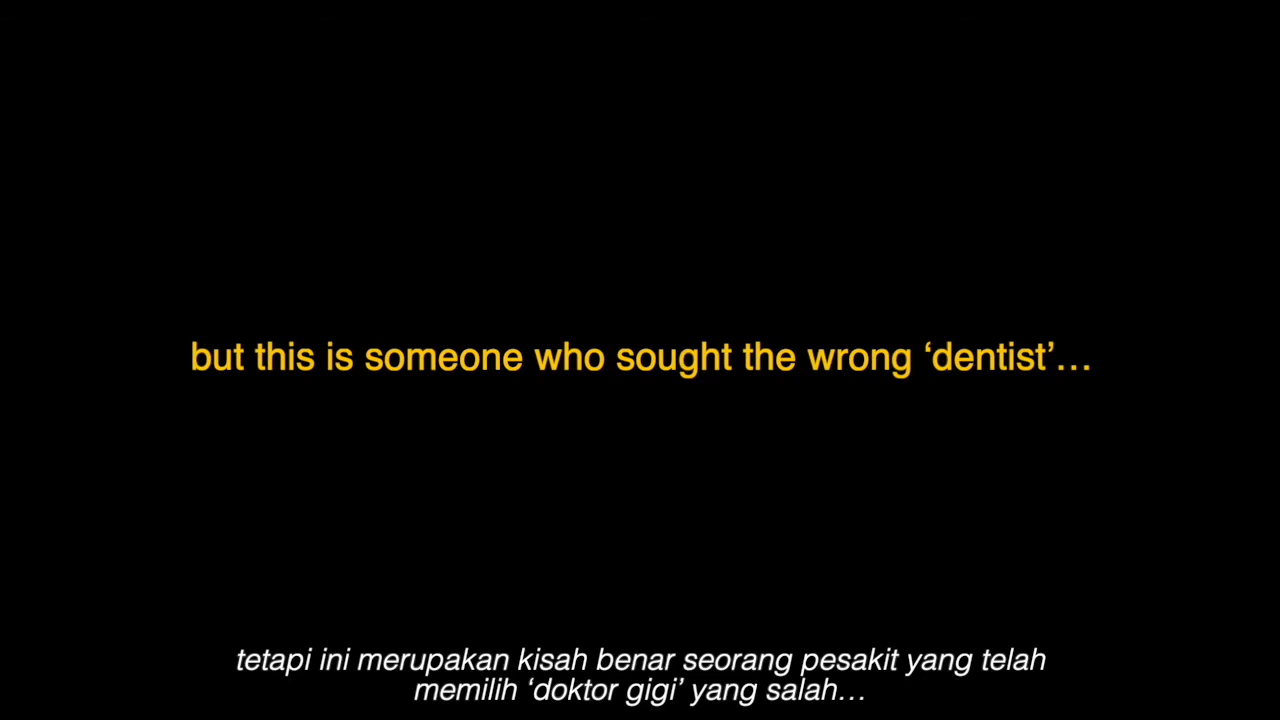 but this is someone who sought the wrong ‘dentist’…
tetapi ini merupakan kisah benar seorang pesakit yang telah
memilih ‘doktor gigi’ yang salah…